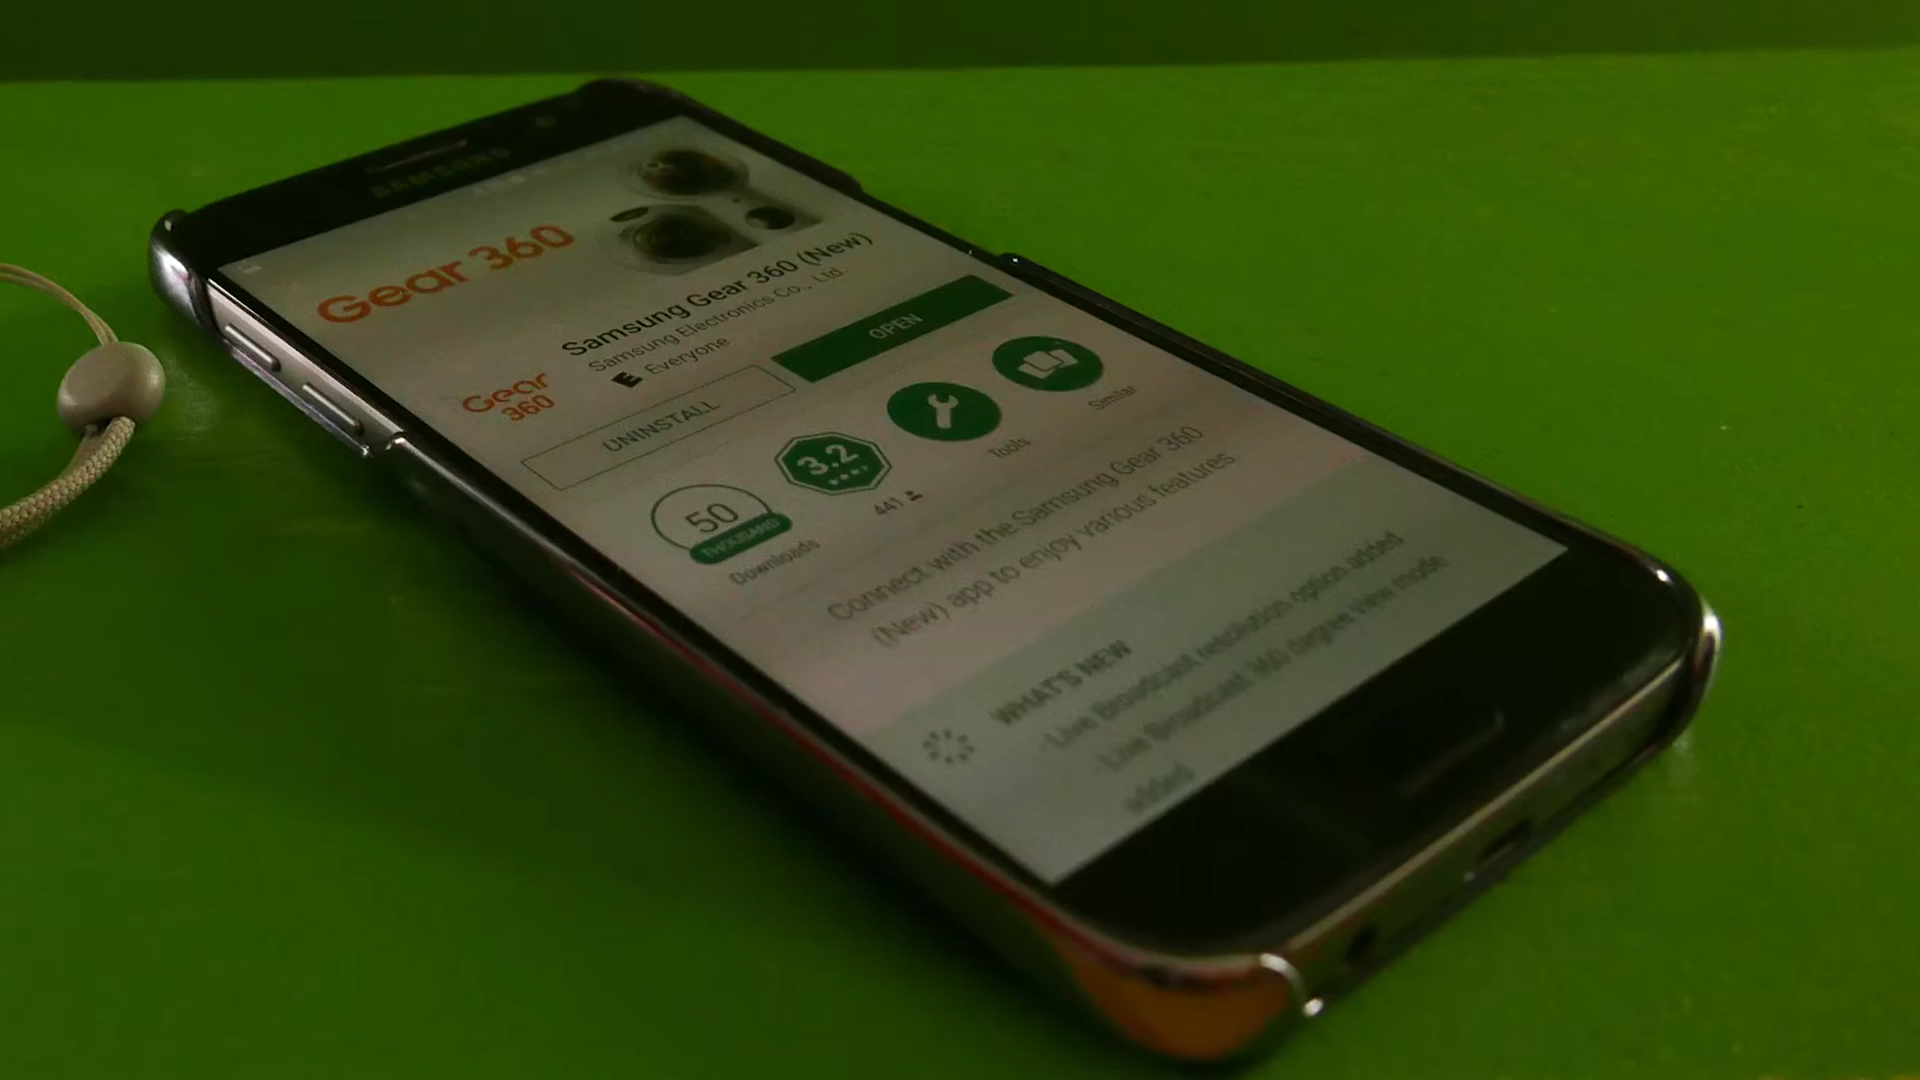 SAMSUNG
Gear 360
Samsung Gear 360 (New)
Samsung Electronics Co., Ltd.
E Everyone
Gear
360
UNINSTALL
OPEN
50
THOUSAND
Downloads
3.2
441
Tools
Similar
Connect with the Samsung Gear 360
(New) app to enjoy various features
WHAT'S NEW
- Live Broadcast resolution option added
- Live Broadcast 360 degree view mode
added